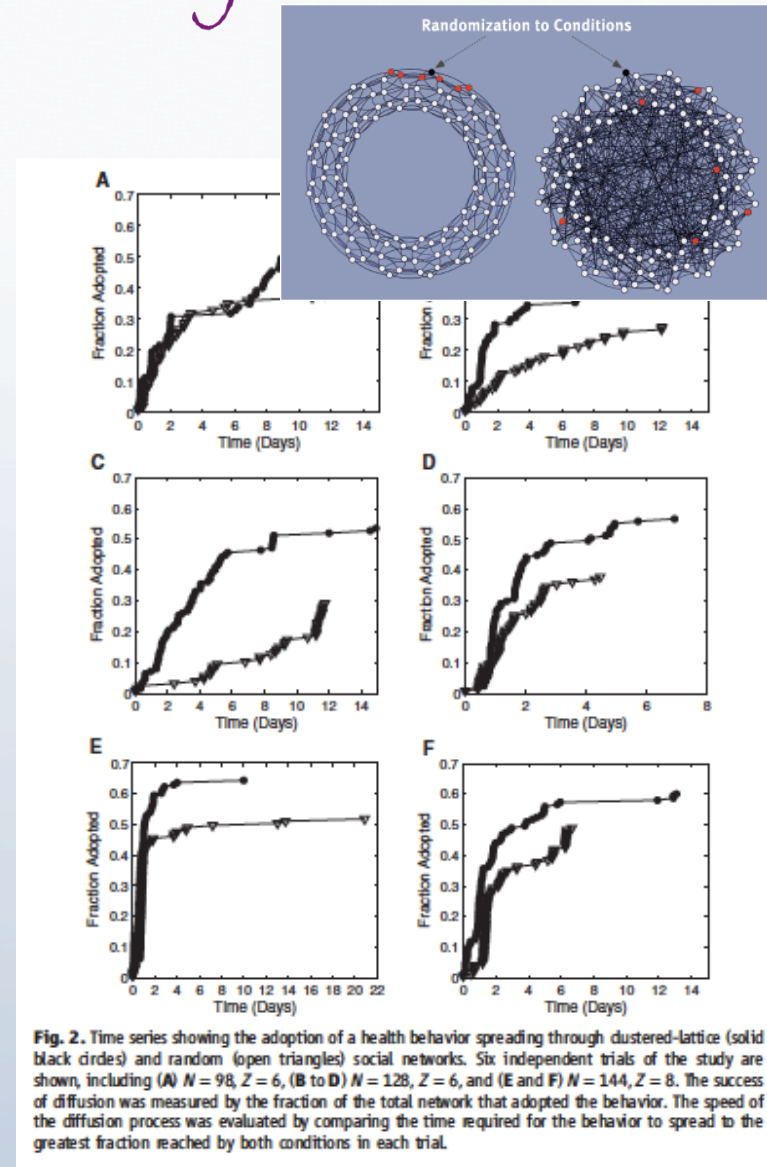 Randomization to Conditions
A
0.7
0.6
0.5
0.4
0.3
0.2
0.1
0
Fraction Adopted
0 2 4 6 8 10 12 14
Time (Days)
0.3
0.2
0.1
0
Fraction
0 2 4 6 8 10 12 14
Time (Days)
C
0.7
0.6
0.5
0.4
0.3
0.2
0.1
0
Fraction Adopted
0 2 4 6 8 10 12 14
Time (Days)
D
0.7
0.6
0.5
0.4
0.3
0.2
0.1
0
Fraction Adopted
0 2 4 6 8
Time (Days)
E
0.7
0.6
0.5
0.4
0.3
0.2
0.1
0
Fraction Adopted
0 2 4 6 8 10 12 14 16 18 20 22
Time (Days)
F
0.7
0.6
0.5
0.4
0.3
0.2
0.1
0
Fraction Adopted
0 2 4 6 8 10 12 14
Time (Days)
Fig. 2. Time series showing the adoption of a health behavior spreading through clustered-lattice (solid
black circles) and random (open triangles) social networks. Six independent trials of the study are
shown, including (A) N = 98, Z = 6, (B to D) N = 128, Z = 6, and (E and F) N = 144, Z = 8. The success
of diffusion was measured by the fraction of the total network that adopted the behavior. The speed of
the diffusion process was evaluated by comparing the time required for the behavior to spread to the
greatest fraction reached by both conditions in each trial.